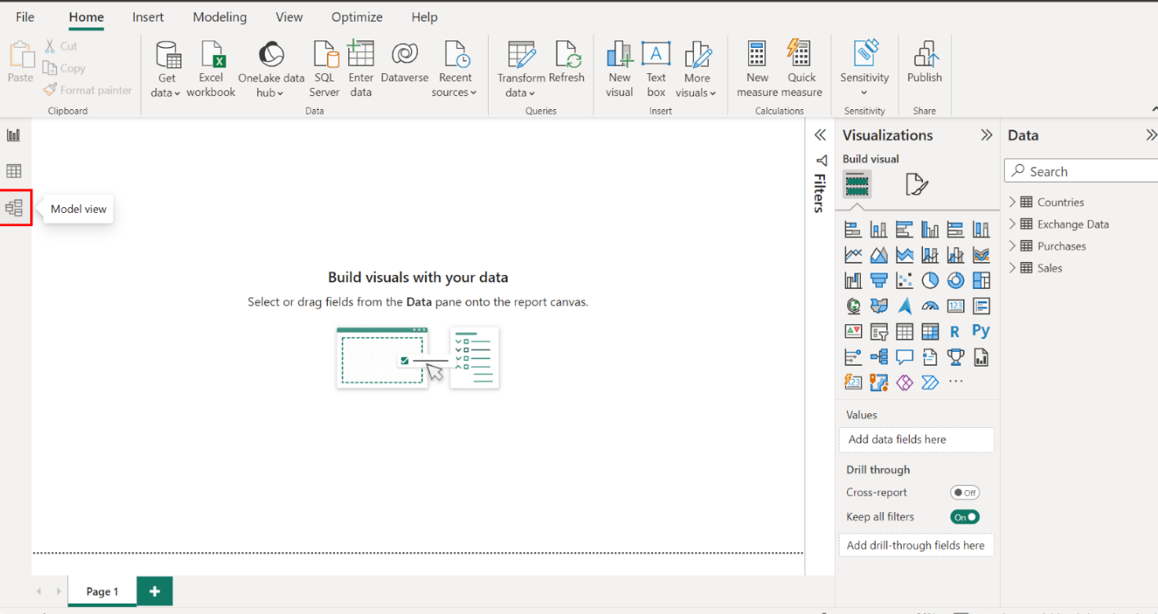 File Home Insert Modeling View Optimize Help
Paste
Cut
Copy
Format painter
Clipboard
Get data
Excel workbook
OneLake data hub
SQL Server
Enter data
Dataverse
Recent sources
Data
Transform data
Refresh
Queries
New visual
Text box
More visuals
Insert
New measure
Quick measure
Calculations
Sensitivity
Sensitivity
Publish
Share
Model view
Build visuals with your data
Select or drag fields from the Data pane onto the report canvas.
Filters
Visualizations
Build visual
123
R
Py
123
Values
Add data fields here
Drill through
Cross-report Off
Keep all filters On
Add drill-through fields here
Data
Search
Countries
Exchange Data
Purchases
Sales
Page 1